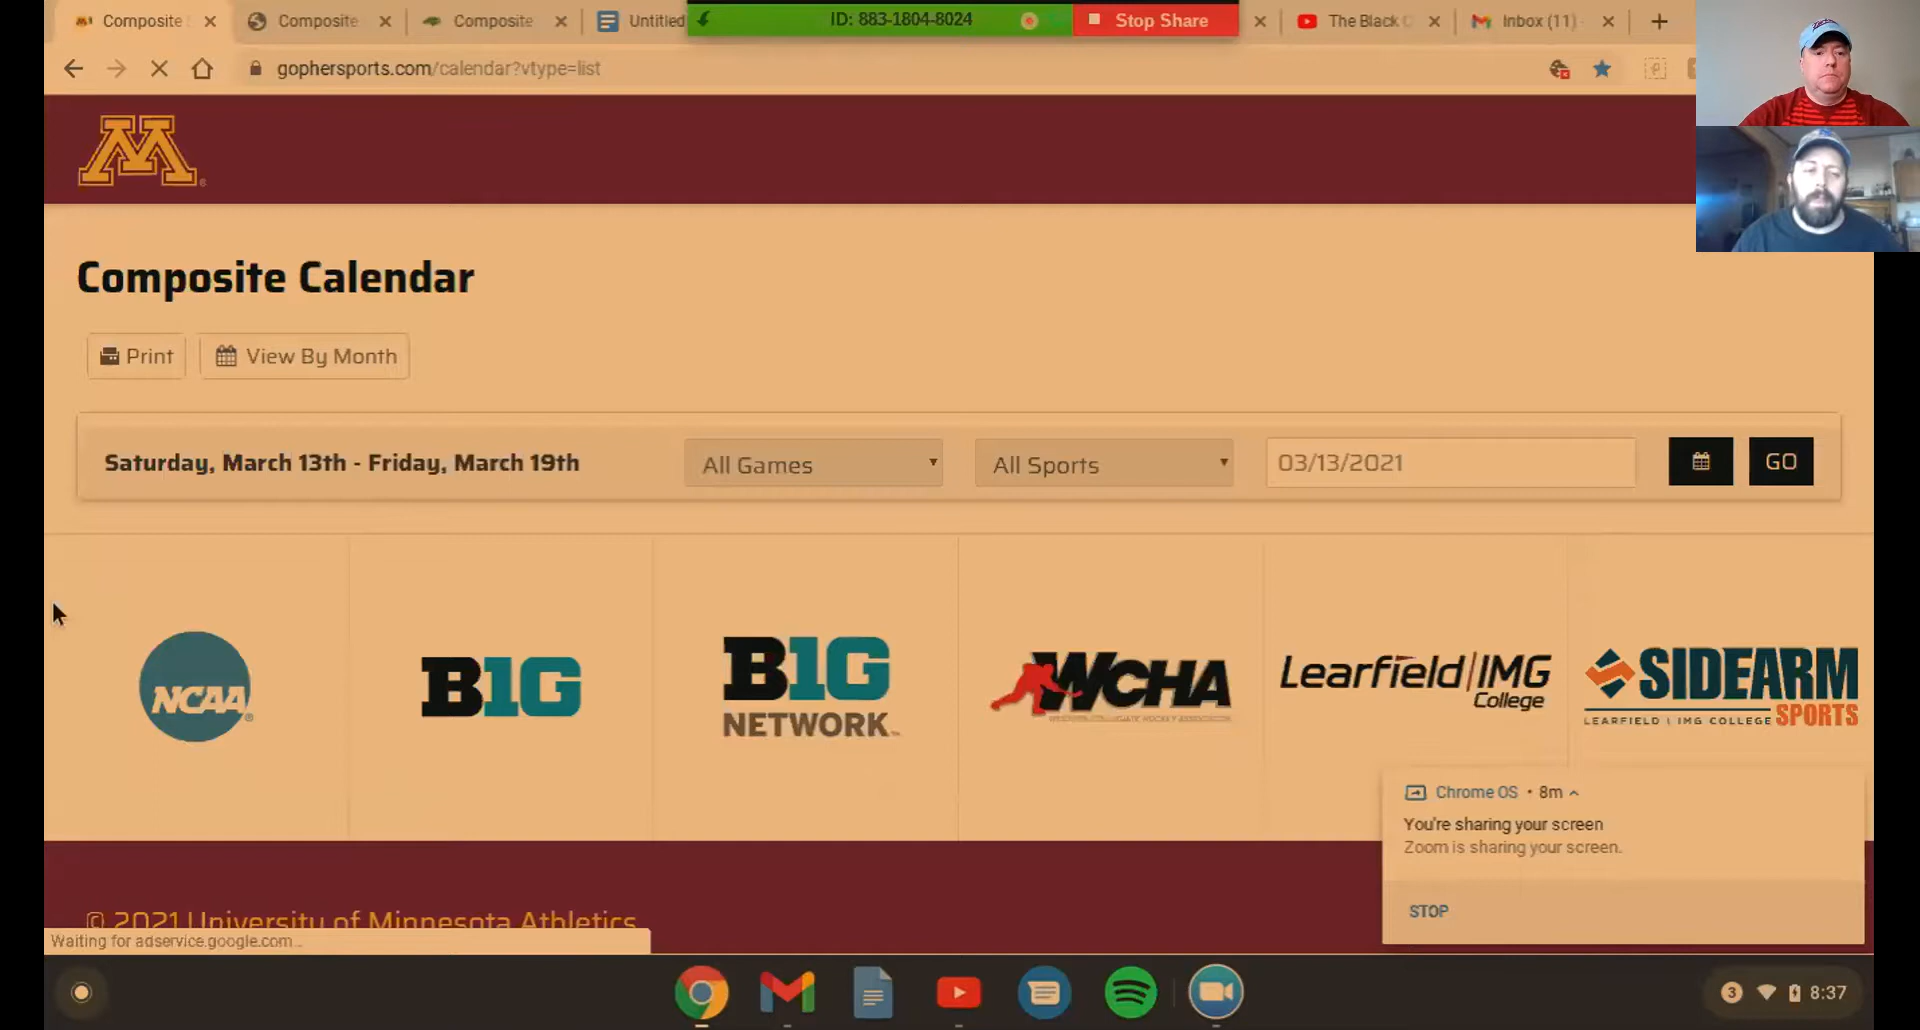 Composite
Composite
Composite
Untitled
ID: 883-1804-8024
Stop Share
The Black
Inbox (11)
gophersports.com/calendar?vtype=list
M
Composite Calendar
Print
View By Month
Saturday, March 13th - Friday, March 19th
All Games
All Sports
03/13/2021
GO
NCAA
B1G
B1G
NETWORK
WCHA
Learfield|IMG
College
SIDEARM
LEARFIELD | IMG COLLEGE SPORTS
Chrome OS • 8m
You're sharing your screen
Zoom is sharing your screen.
STOP
© 2021 University of Minnesota Athletics
Waiting for adservice.google.com...
3
8:37